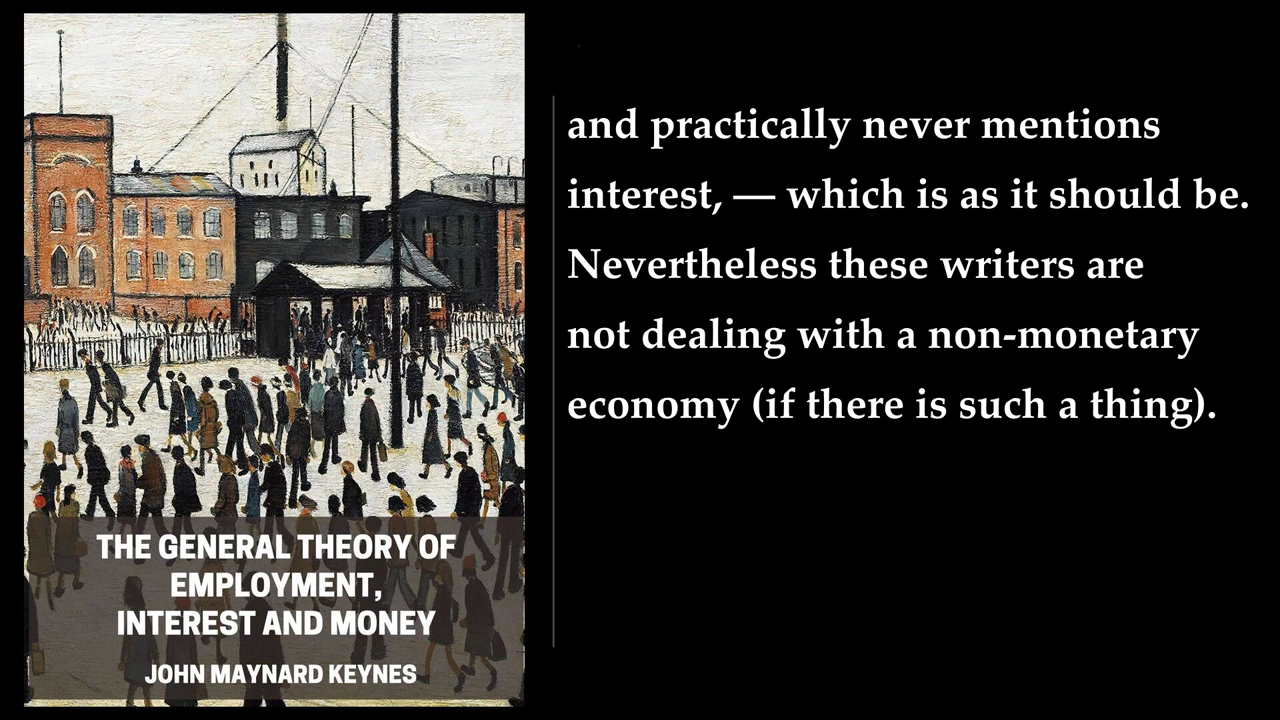 and practically never mentions
interest, — which is as it should be.
Nevertheless these writers are
not dealing with a non-monetary
economy (if there is such a thing).
THE GENERAL THEORY OF
EMPLOYMENT,
INTEREST AND MONEY
JOHN MAYNARD KEYNES